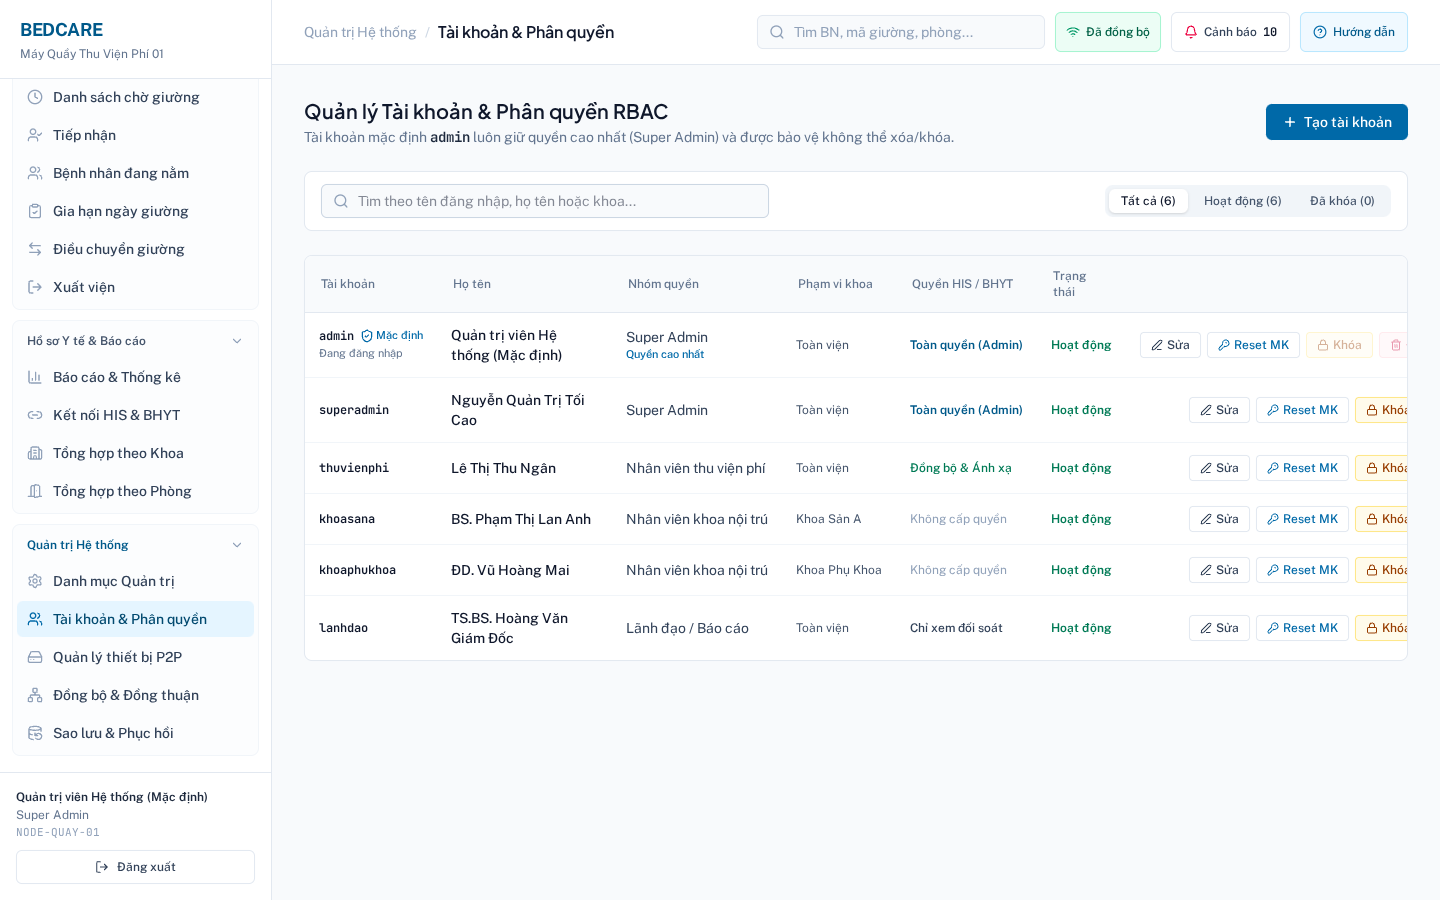 BEDCARE
Máy Quầy Thu Viện Phí 01
Danh sách chờ giường
Tiếp nhận
Bệnh nhân đang nằm
Gia hạn ngày giường
Điều chuyển giường
Xuất viện
Hồ sơ Y tế & Báo cáo
Báo cáo & Thống kê
Kết nối HIS & BHYT
Tổng hợp theo Khoa
Tổng hợp theo Phòng
Quản trị Hệ thống
Danh mục Quản trị
Tài khoản & Phân quyền
Quản lý thiết bị P2P
Đồng bộ & Đồng thuận
Sao lưu & Phục hồi
Quản trị viên Hệ thống (Mặc định)
Super Admin
NODE-QUAY-01
Đăng xuất
Quản trị Hệ thống / Tài khoản & Phân quyền
Tìm BN, mã giường, phòng...
Đã đồng bộ
Cảnh báo 10
Hướng dẫn
Quản lý Tài khoản & Phân quyền RBAC
Tài khoản mặc định admin luôn giữ quyền cao nhất (Super Admin) và được bảo vệ không thể xóa/khóa.
Tạo tài khoản
Tìm theo tên đăng nhập, họ tên hoặc khoa...
Tất cả (6) Hoạt động (6) Đã khóa (0)
Tài khoản Họ tên Nhóm quyền Phạm vi khoa Quyền HIS / BHYT Trạng thái
admin Mặc định
Đang đăng nhập
Quản trị viên Hệ
thống (Mặc định)
Super Admin
Quyền cao nhất
Toàn viện Toàn quyền (Admin) Hoạt động Sửa Reset MK Khóa
superadmin
Nguyễn Quản Trị Tối
Cao
Super Admin Toàn viện Toàn quyền (Admin) Hoạt động Sửa Reset MK Khóa
thuvienphi Lê Thị Thu Ngân Nhân viên thu viện phí Toàn viện Đồng bộ & Ánh xạ Hoạt động Sửa Reset MK Khóa
khoasana BS. Phạm Thị Lan Anh Nhân viên khoa nội trú Khoa Sản A Không cấp quyền Hoạt động Sửa Reset MK Khóa
khoaphukhoa ĐD. Vũ Hoàng Mai Nhân viên khoa nội trú Khoa Phụ Khoa Không cấp quyền Hoạt động Sửa Reset MK Khóa
lanhdao
TS.BS. Hoàng Văn
Giám Đốc
Lãnh đạo / Báo cáo Toàn viện Chỉ xem đối soát Hoạt động Sửa Reset MK Khóa